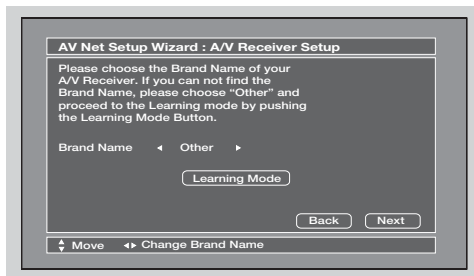 AV Net Setup Wizard : A/V Receiver Setup
Please choose the Brand Name of your
A/V Receiver. If you can not find the
Brand Name, please choose “Other” and
proceed to the Learning mode by pushing
the Learning Mode Button.
Brand Name ◂ Other ▸
Learning Mode
Back Next
Move Change Brand Name